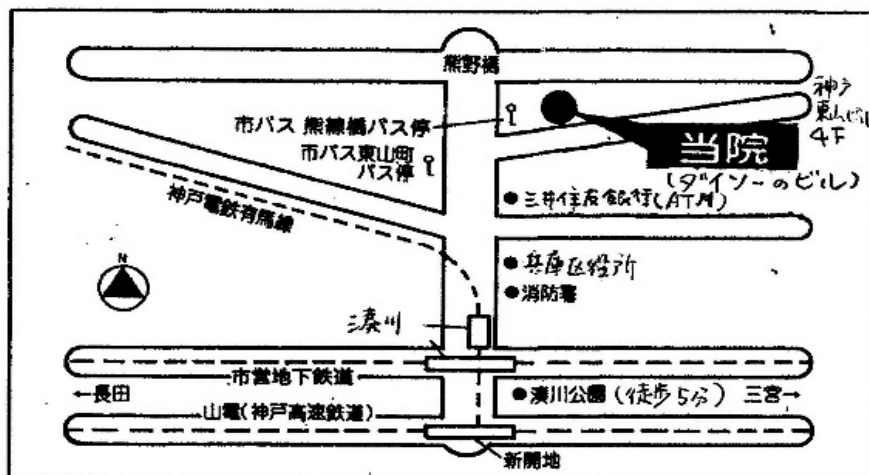 熊野橋
神戸
東山ビル
4F
市バス 熊線橋バス停
市バス東山町
バス停
当院
(ダイソーのビル)
三井住友銀行(ATM)
神戸電鉄有馬線
兵庫区役所
消防署
N
湊川
市営地下鉄道
←長田
湊川公園(徒歩5分)
三宮→
山電(神戸高速鉄道)
新開地